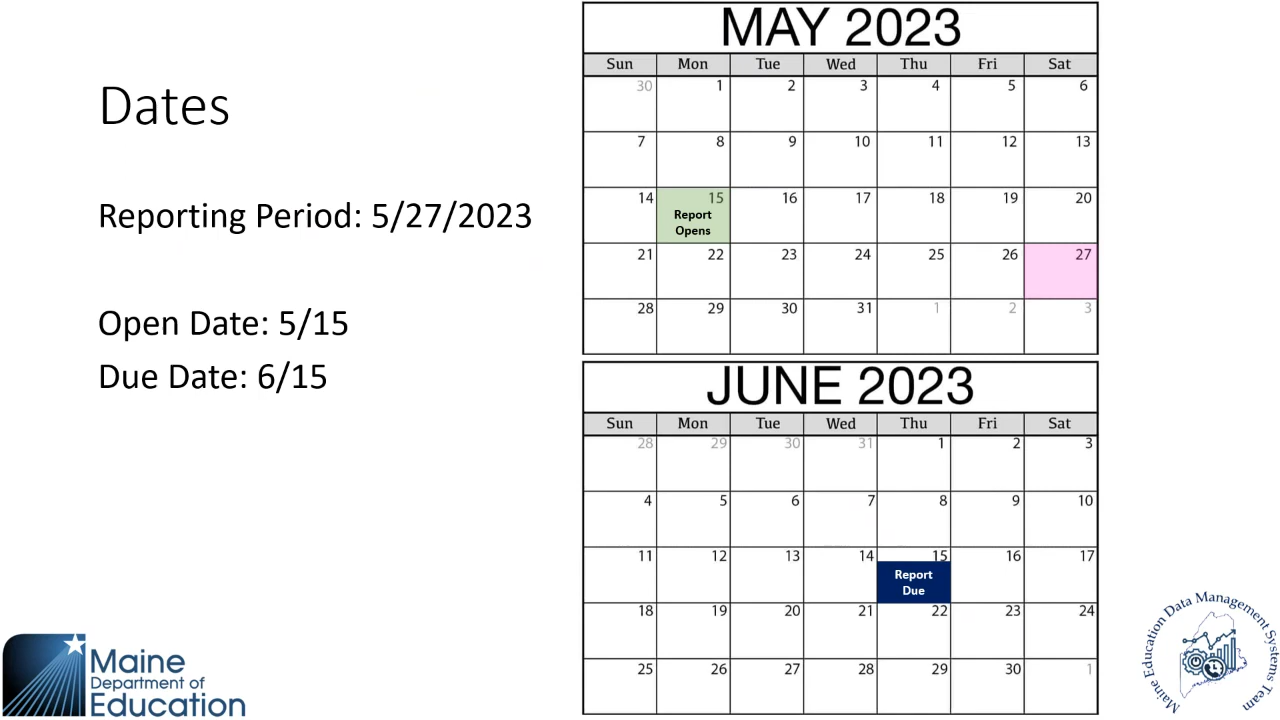 Dates
Reporting Period: 5/27/2023
Open Date: 5/15
Due Date: 6/15
MAY 2023
Sun Mon Tue Wed Thu Fri Sat
30 1 2 3 4 5 6
7 8 9 10 11 12 13
14 15 16 17 18 19 20
Report
Opens
21 22 23 24 25 26 27
28 29 30 31 1 2 3
JUNE 2023
Sun Mon Tue Wed Thu Fri Sat
28 29 30 31 1 2 3
4 5 6 7 8 9 10
11 12 13 14 15 16 17
Report
Due
18 19 20 21 22 23 24
25 26 27 28 29 30 1
Maine
Department of
Education
Maine Education Data Management Systems Team